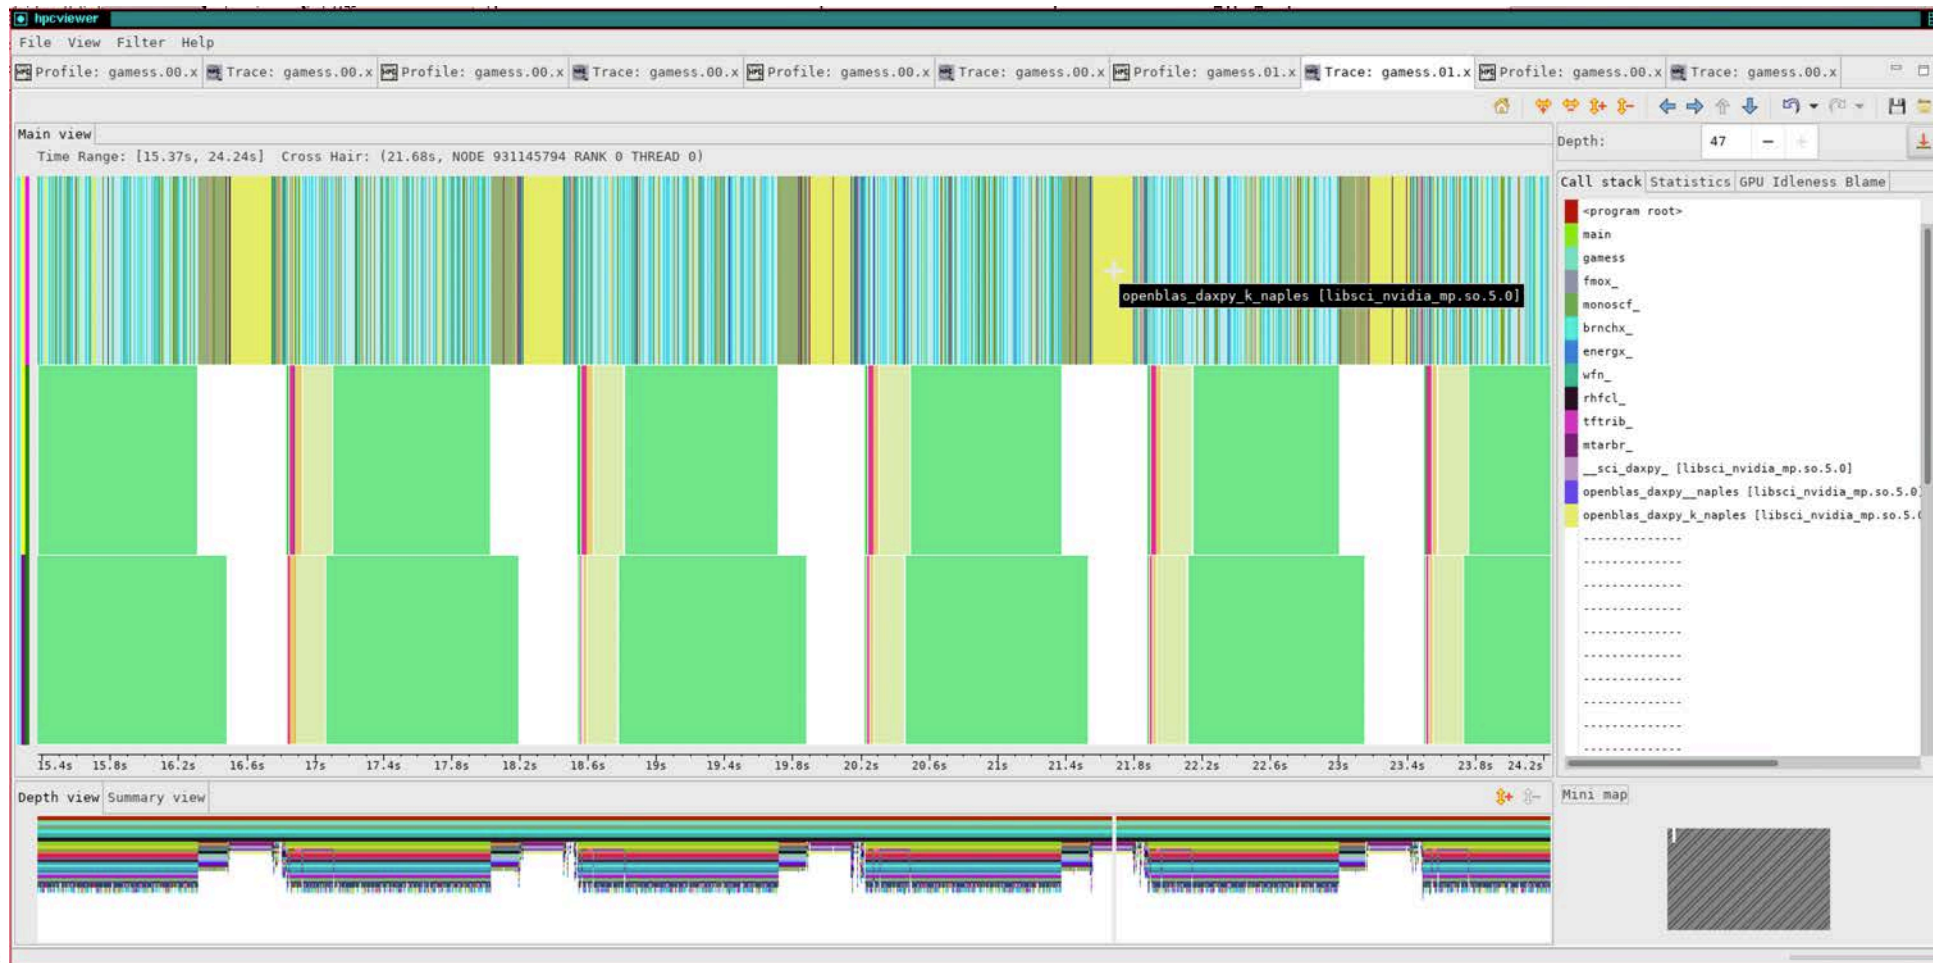 hpcviewer
File View Filter Help
Profile: gamess.00.x Trace: gamess.00.x Profile: gamess.00.x Trace: gamess.00.x Profile: gamess.00.x Trace: gamess.00.x Profile: gamess.01.x Trace: gamess.01.x Profile: gamess.00.x Trace: gamess.00.x
Main view
Time Range: [15.37s, 24.24s] Cross Hair: (21.68s, NODE 931145794 RANK 0 THREAD 0)
Depth: 47
Call stack Statistics GPU Idleness Blame
<program root>
main
gamess
fmox_
monoscf_
brnchx_
energx_
wfn_
rhfcl_
tftrib_
mtarbr_
__sci_daxpy_ [libsci_nvidia_mp.so.5.0]
openblas_daxpy__naples [libsci_nvidia_mp.so.5.0]
openblas_daxpy_k_naples [libsci_nvidia_mp.so.5.0
-------------
-------------
-------------
-------------
-------------
-------------
-------------
-------------
-------------
-------------
openblas_daxpy_k_naples [libsci_nvidia_mp.so.5.0]
15.4s 15.8s 16.2s 16.6s 17s 17.4s 17.8s 18.2s 18.6s 19s 19.4s 19.8s 20.2s 20.6s 21s 21.4s 21.8s 22.2s 22.6s 23s 23.4s 23.8s 24.2s
Depth view Summary view
Mini map